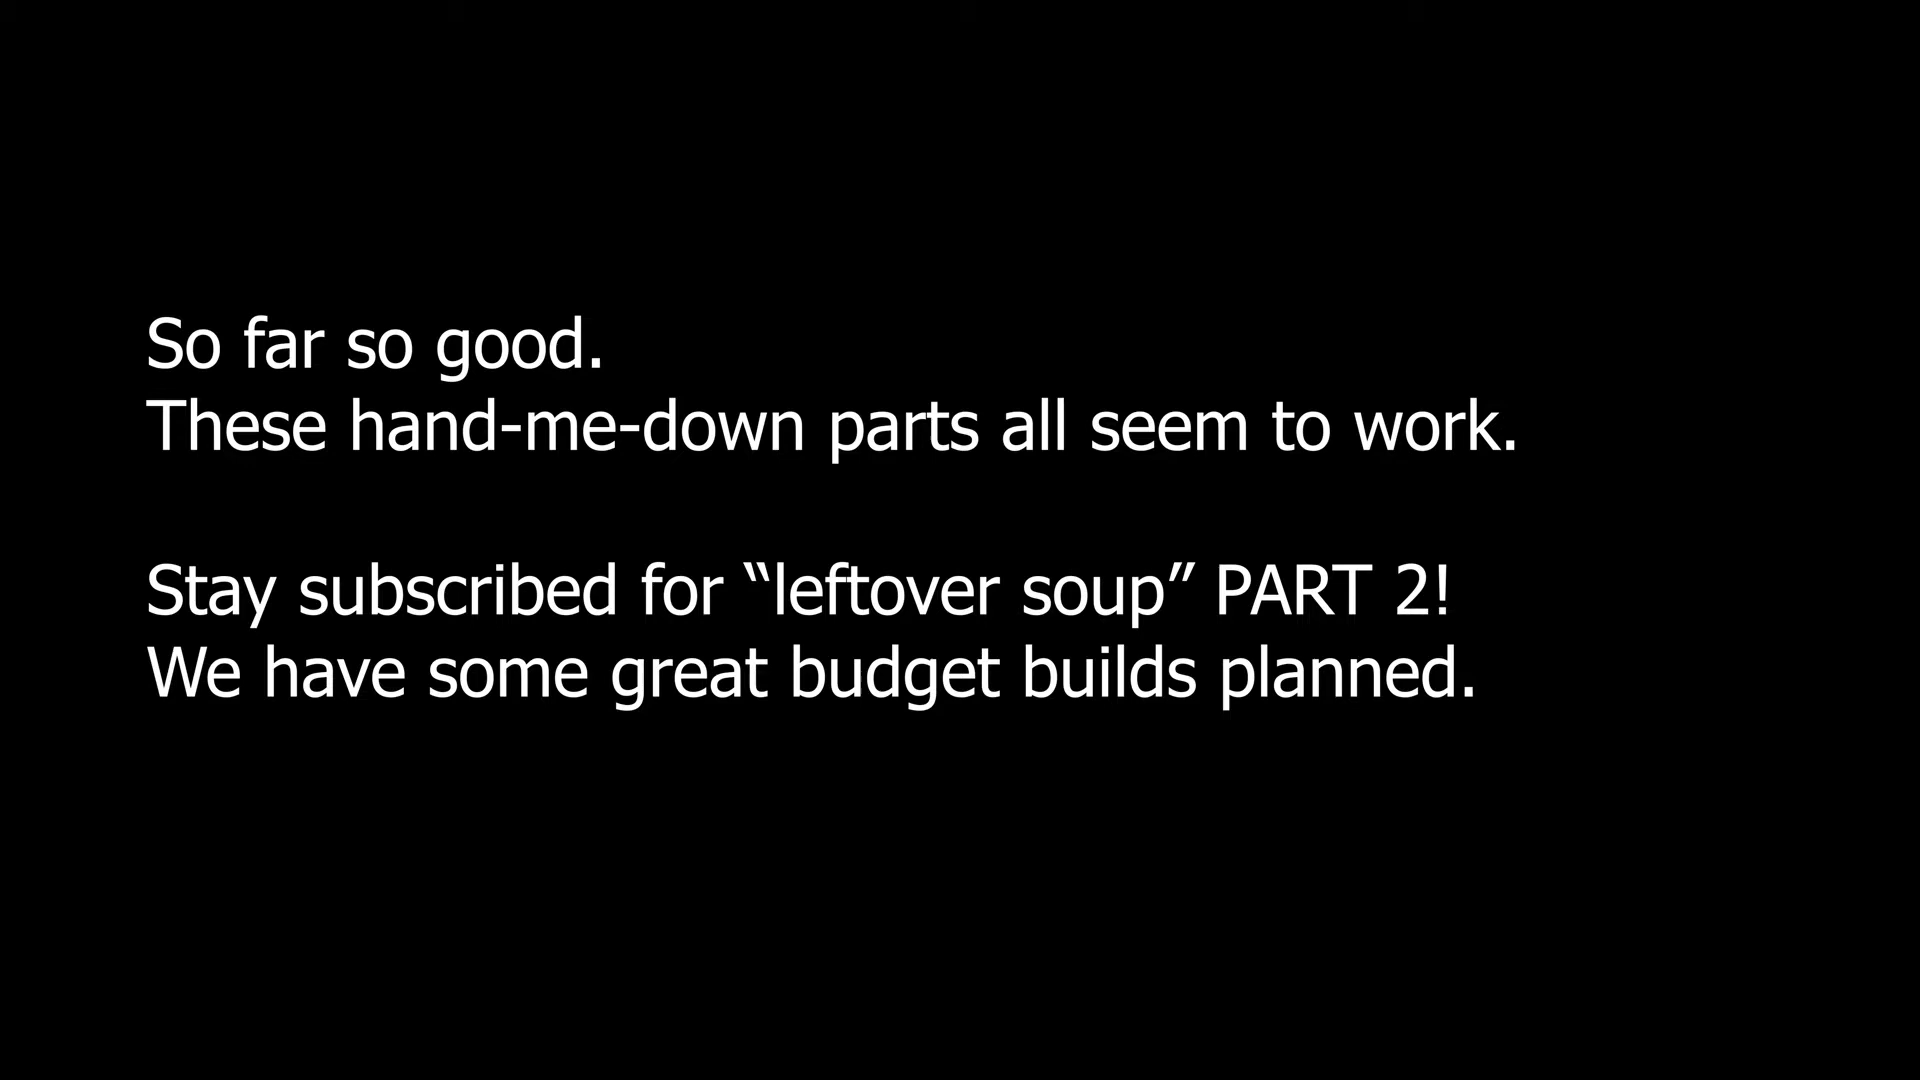 So far so good.
These hand-me-down parts all seem to work.
Stay subscribed for “leftover soup” PART 2!
We have some great budget builds planned.